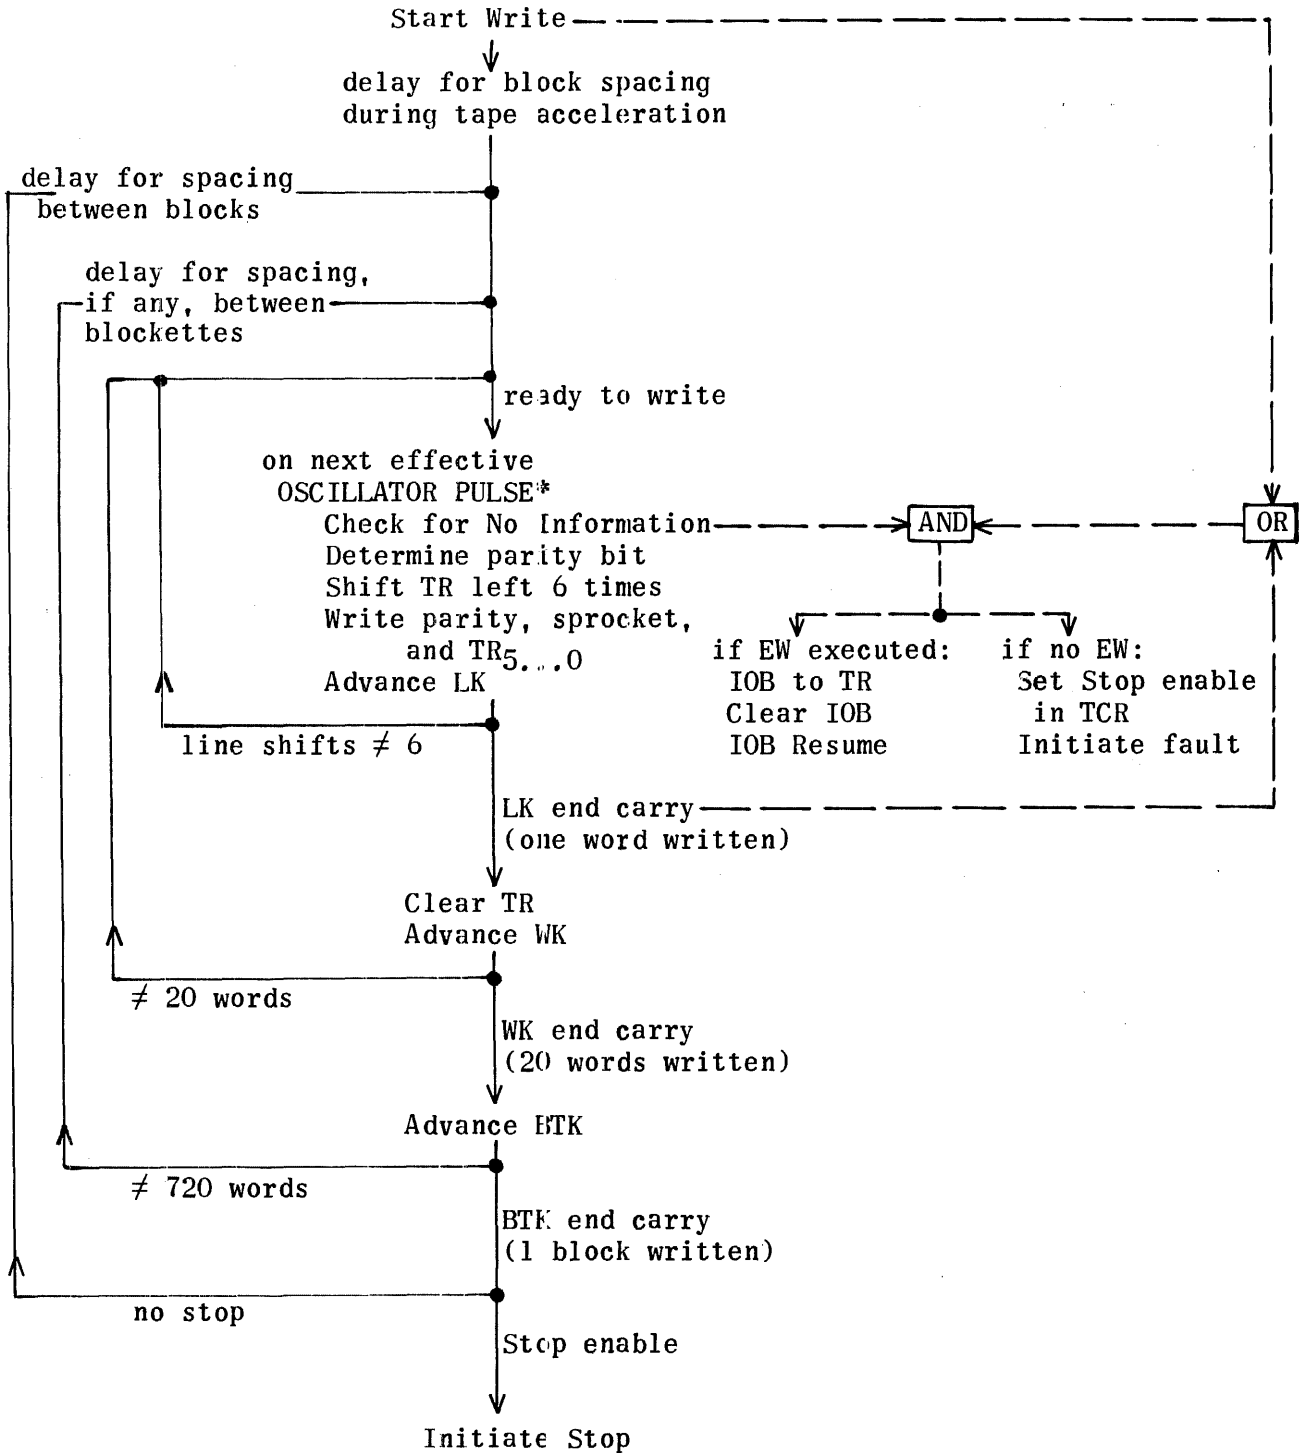 Start Write
delay for block spacing
during tape acceleration
delay for spacing
between blocks
delay for spacing,
if any, between
blockettes
ready to write
on next effective
OSCILLATOR PULSE*
Check for No Information
AND
OR
Determine parity bit
Shift TR left 6 times
Write parity, sprocket,
and TR5...0
Advance LK
if EW executed:
IOB to TR
Clear IOB
IOB Resume
if no EW:
Set Stop enable
in TCR
Initiate fault
line shifts ≠ 6
LK end carry
(one word written)
Clear TR
Advance WK
≠ 20 words
WK end carry
(20 words written)
Advance BTK
≠ 720 words
BTK end carry
(1 block written)
no stop
Stop enable
Initiate Stop